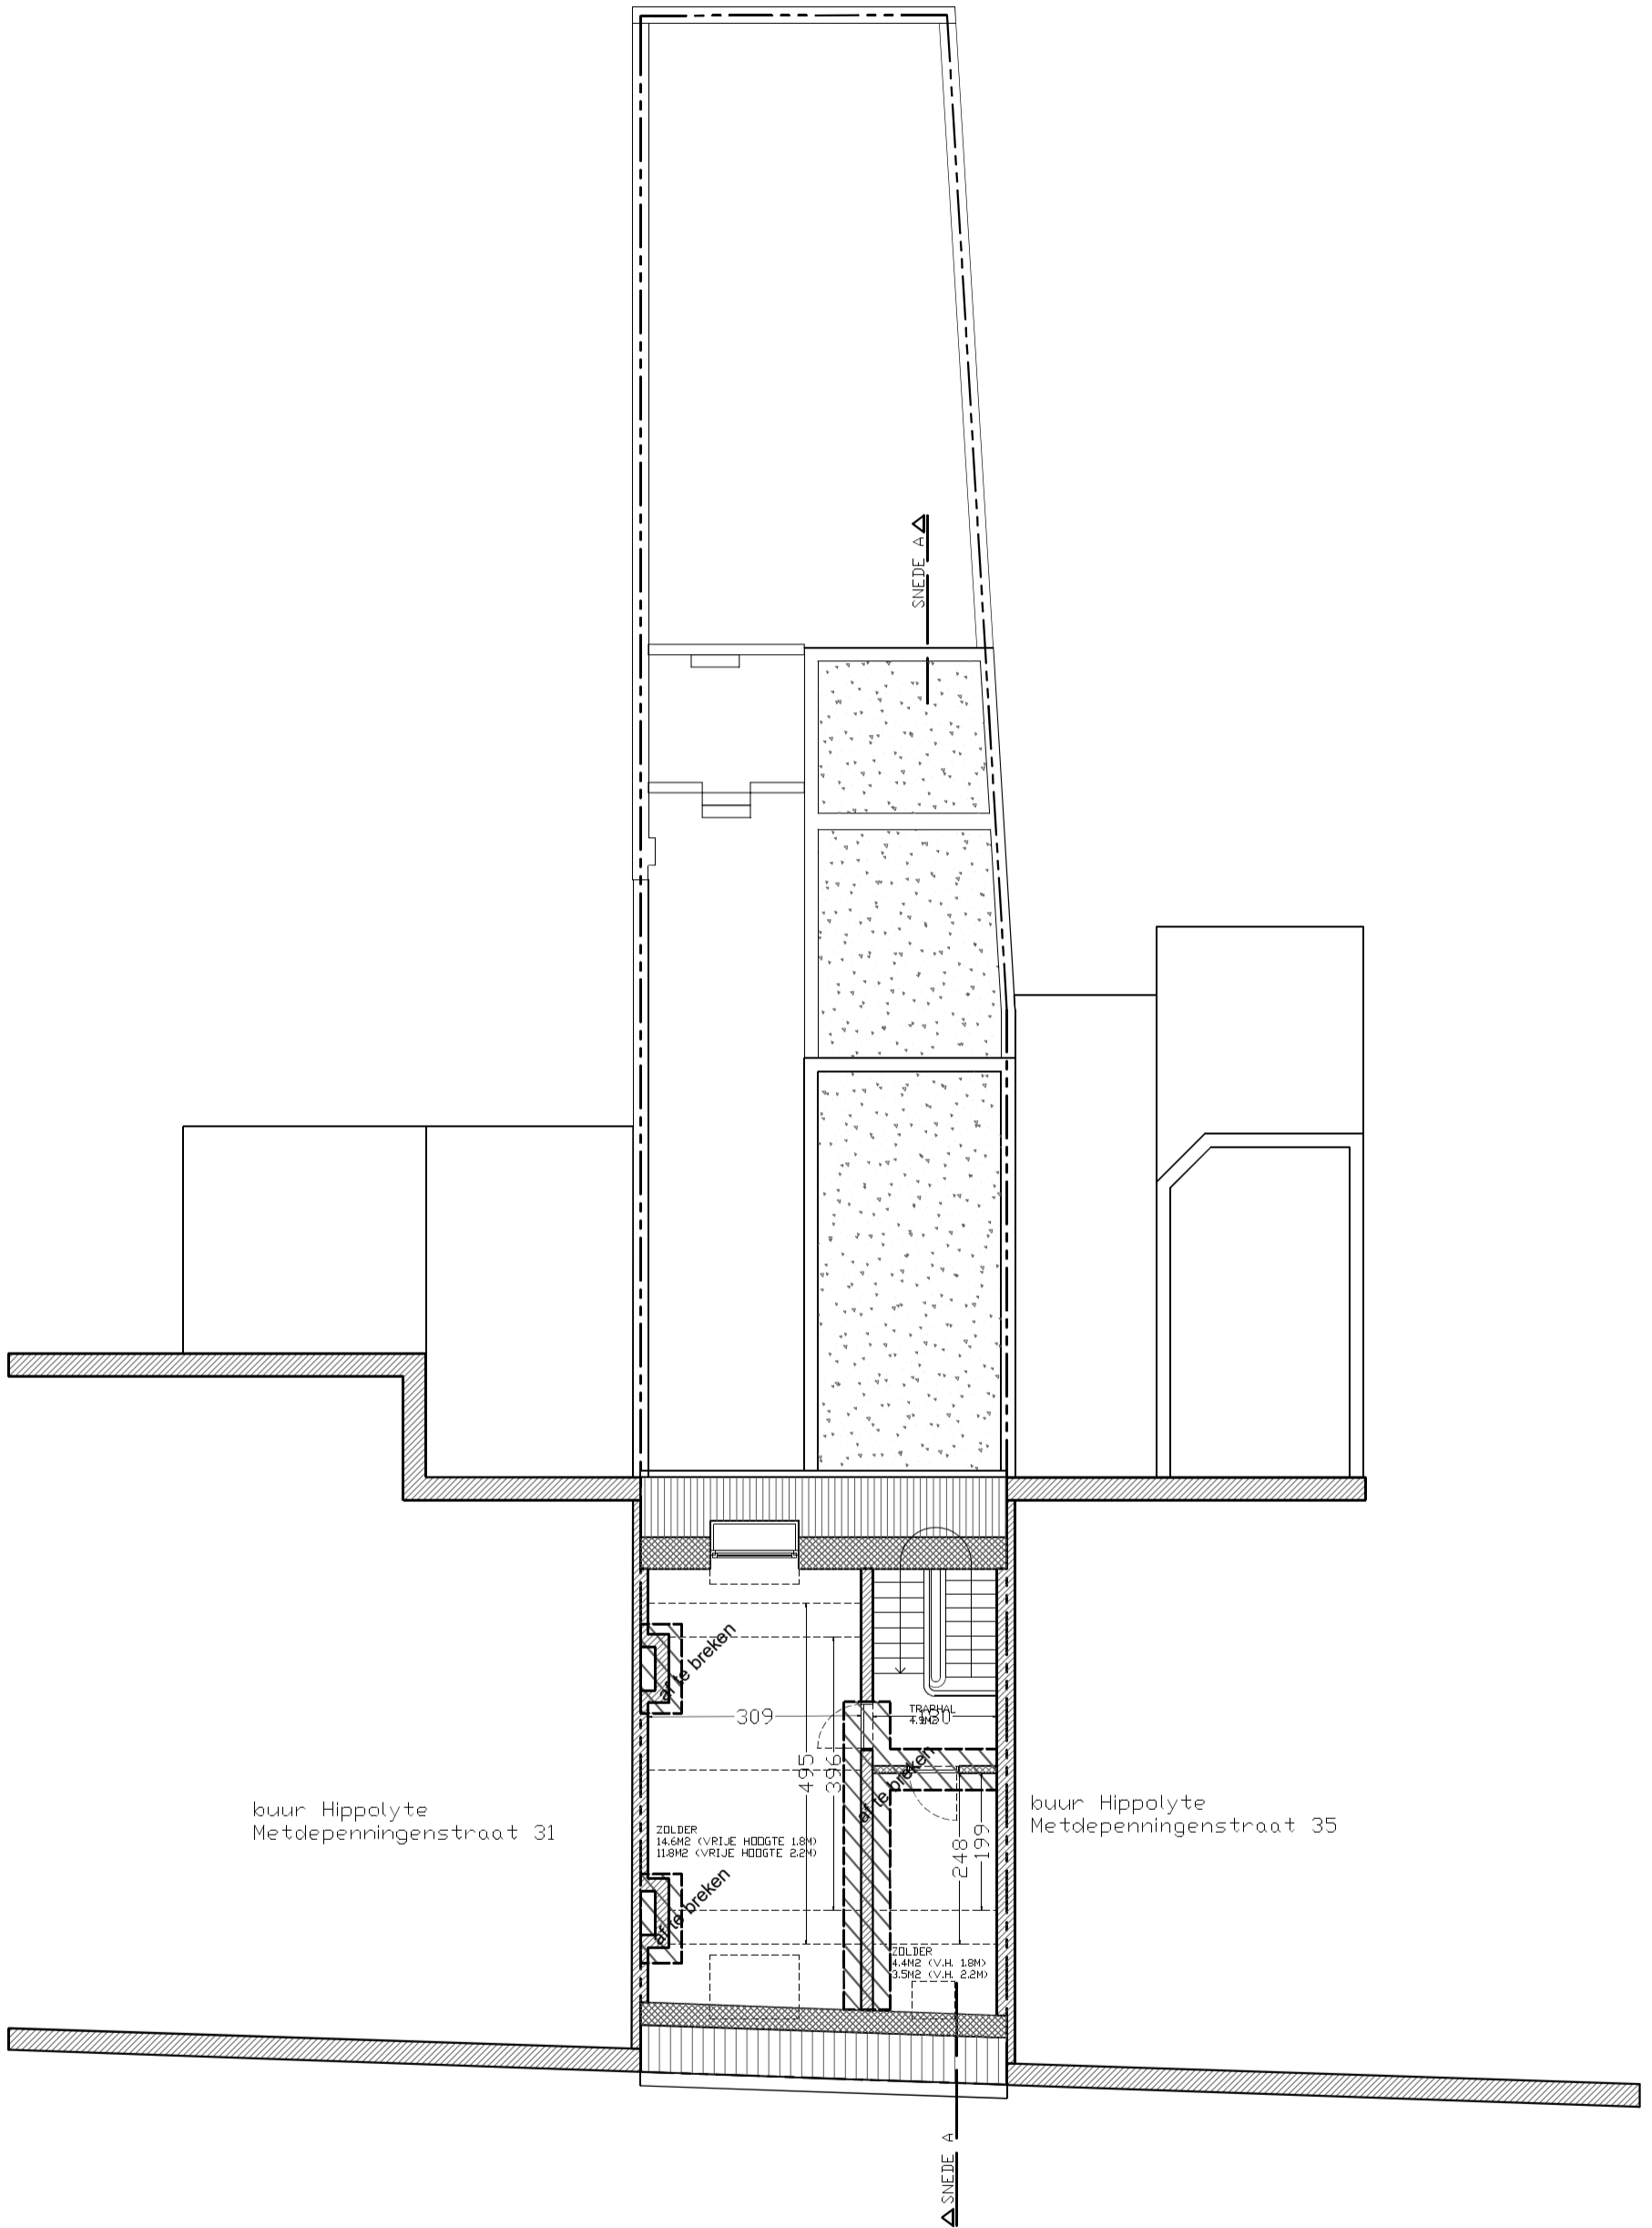 SNEDE A
af te breken
309
TRAPHAL
4.9M2
495
396
af te breken
buur Hippolyte
Metdepenningenstraat 31
buur Hippolyte
Metdepenningenstraat 35
ZOLDER
14.6M2 (VRIJE HOOGTE 1.8M)
11.8M2 (VRIJE HOOGTE 2.2M)
248
199
af te breken
ZOLDER
4.4M2 (V.H. 1.8M)
3.5M2 (V.H. 2.2M)
SNEDE A